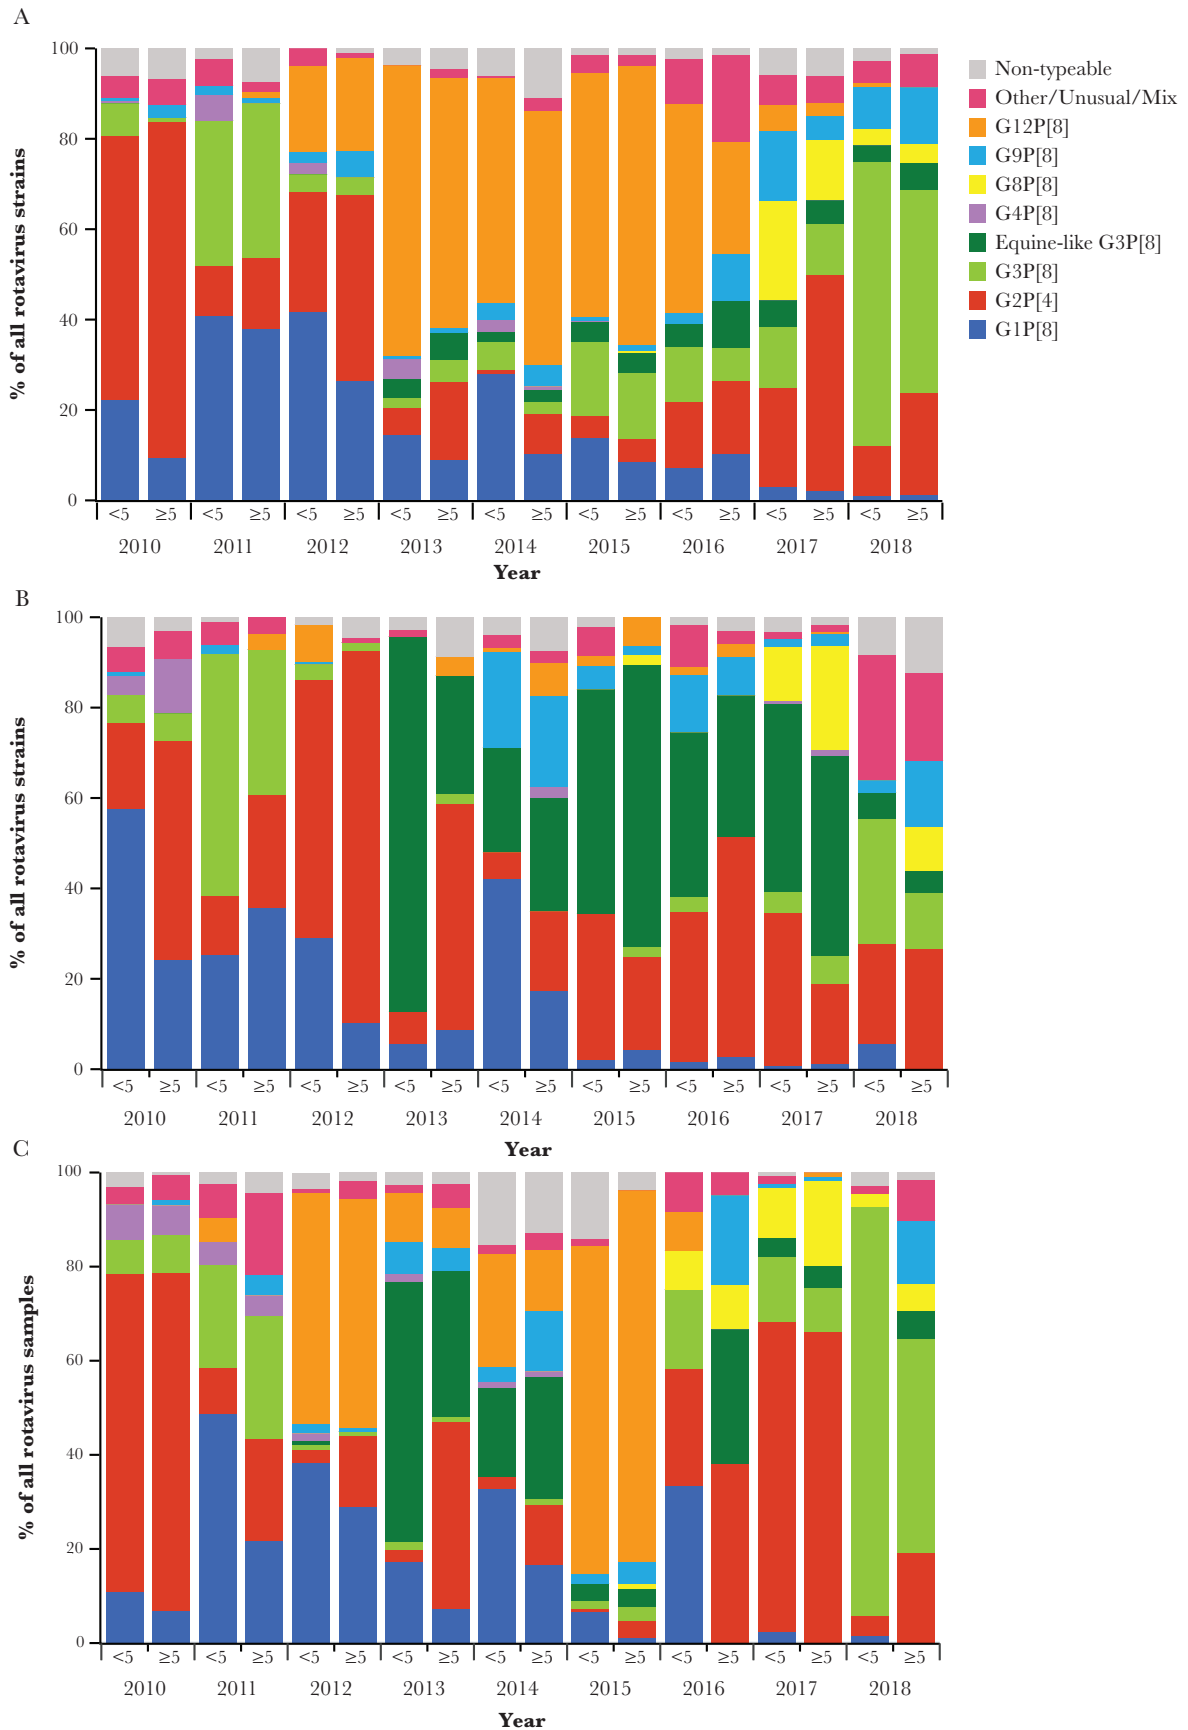 A
100
80
60
40
20
0
% of all rotavirus strains
<5 ≥5 <5 ≥5 <5 ≥5 <5 ≥5 <5 ≥5 <5 ≥5 <5 ≥5 <5 ≥5 <5 ≥5
2010 2011 2012 2013 2014 2015 2016 2017 2018
Year
Non-typeable
Other/Unusual/Mix
G12P[8]
G9P[8]
G8P[8]
G4P[8]
Equine-like G3P[8]
G3P[8]
G2P[4]
G1P[8]
B
100
80
60
40
20
0
% of all rotavirus strains
<5 ≥5 <5 ≥5 <5 ≥5 <5 ≥5 <5 ≥5 <5 ≥5 <5 ≥5 <5 ≥5 <5 ≥5
2010 2011 2012 2013 2014 2015 2016 2017 2018
Year
C
100
80
60
40
20
0
% of all rotavirus samples
<5 ≥5 <5 ≥5 <5 ≥5 <5 ≥5 <5 ≥5 <5 ≥5 <5 ≥5 <5 ≥5 <5 ≥5
2010 2011 2012 2013 2014 2015 2016 2017 2018
Year